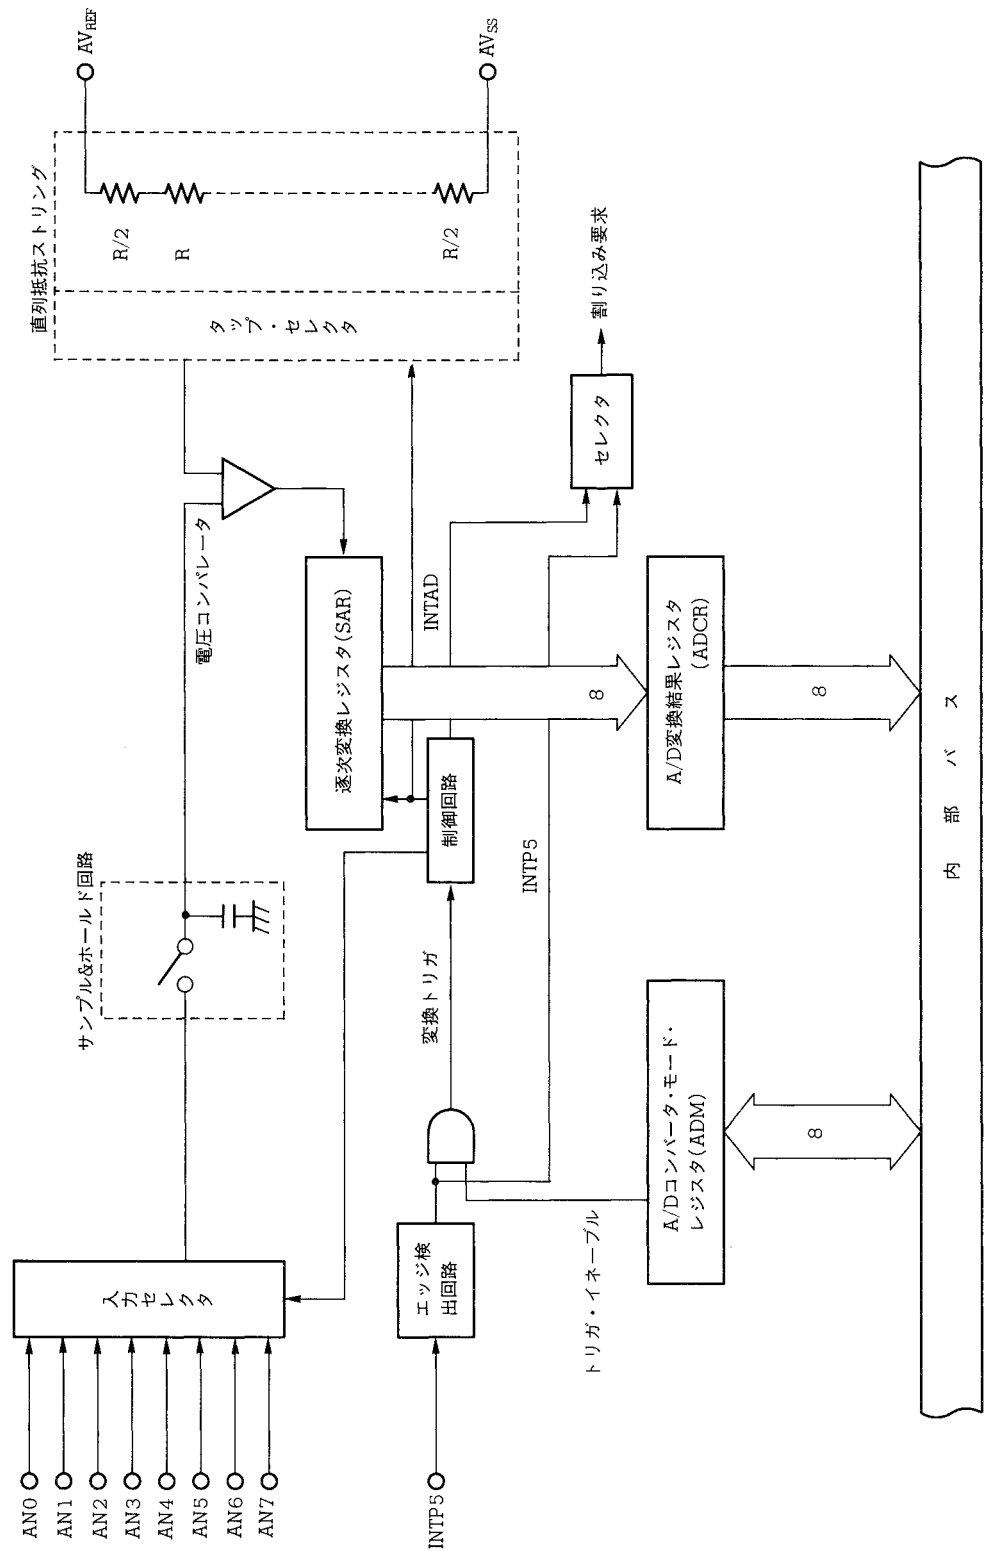 AN0
AN1
AN2
AN3
AN4
AN5
AN6
AN7
入力
セレクタ
サンプル&ホールド回路
電圧コンパレータ
直列抵抗ストリング
タップ・セレクタ
R/2
R
R/2
AVREF
AVSS
逐次変換レジスタ(SAR)
INTP5
エッジ検
出回路
変換トリガ
制御回路
INTAD
INTP5
セレクタ
割り込み要求
トリガ・イネーブル
A/Dコンバータ・モード・
レジスタ(ADM)
A/D変換結果レジスタ
(ADCR)
8
8
8
内部バス